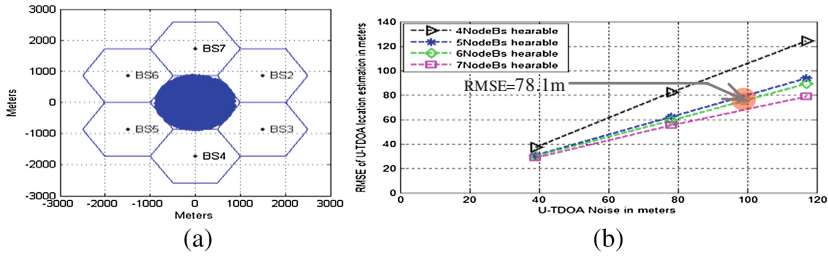 3000
2000
1000
0
-1000
-2000
-3000
Meters
BS7
BS6
BS2
BS5
BS3
BS4
-3000 -2000 -1000 0 1000 2000 3000
Meters
(a)
140
120
100
80
60
40
20
0
RMSE of U-TDOA location estimation in meters
4NodeBs hearable
5NodeBs hearable
6NodeBs hearable
7NodeBs hearable
RMSE=78.1m
0 20 40 60 80 100 120
U-TDOA Noise in meters
(b)